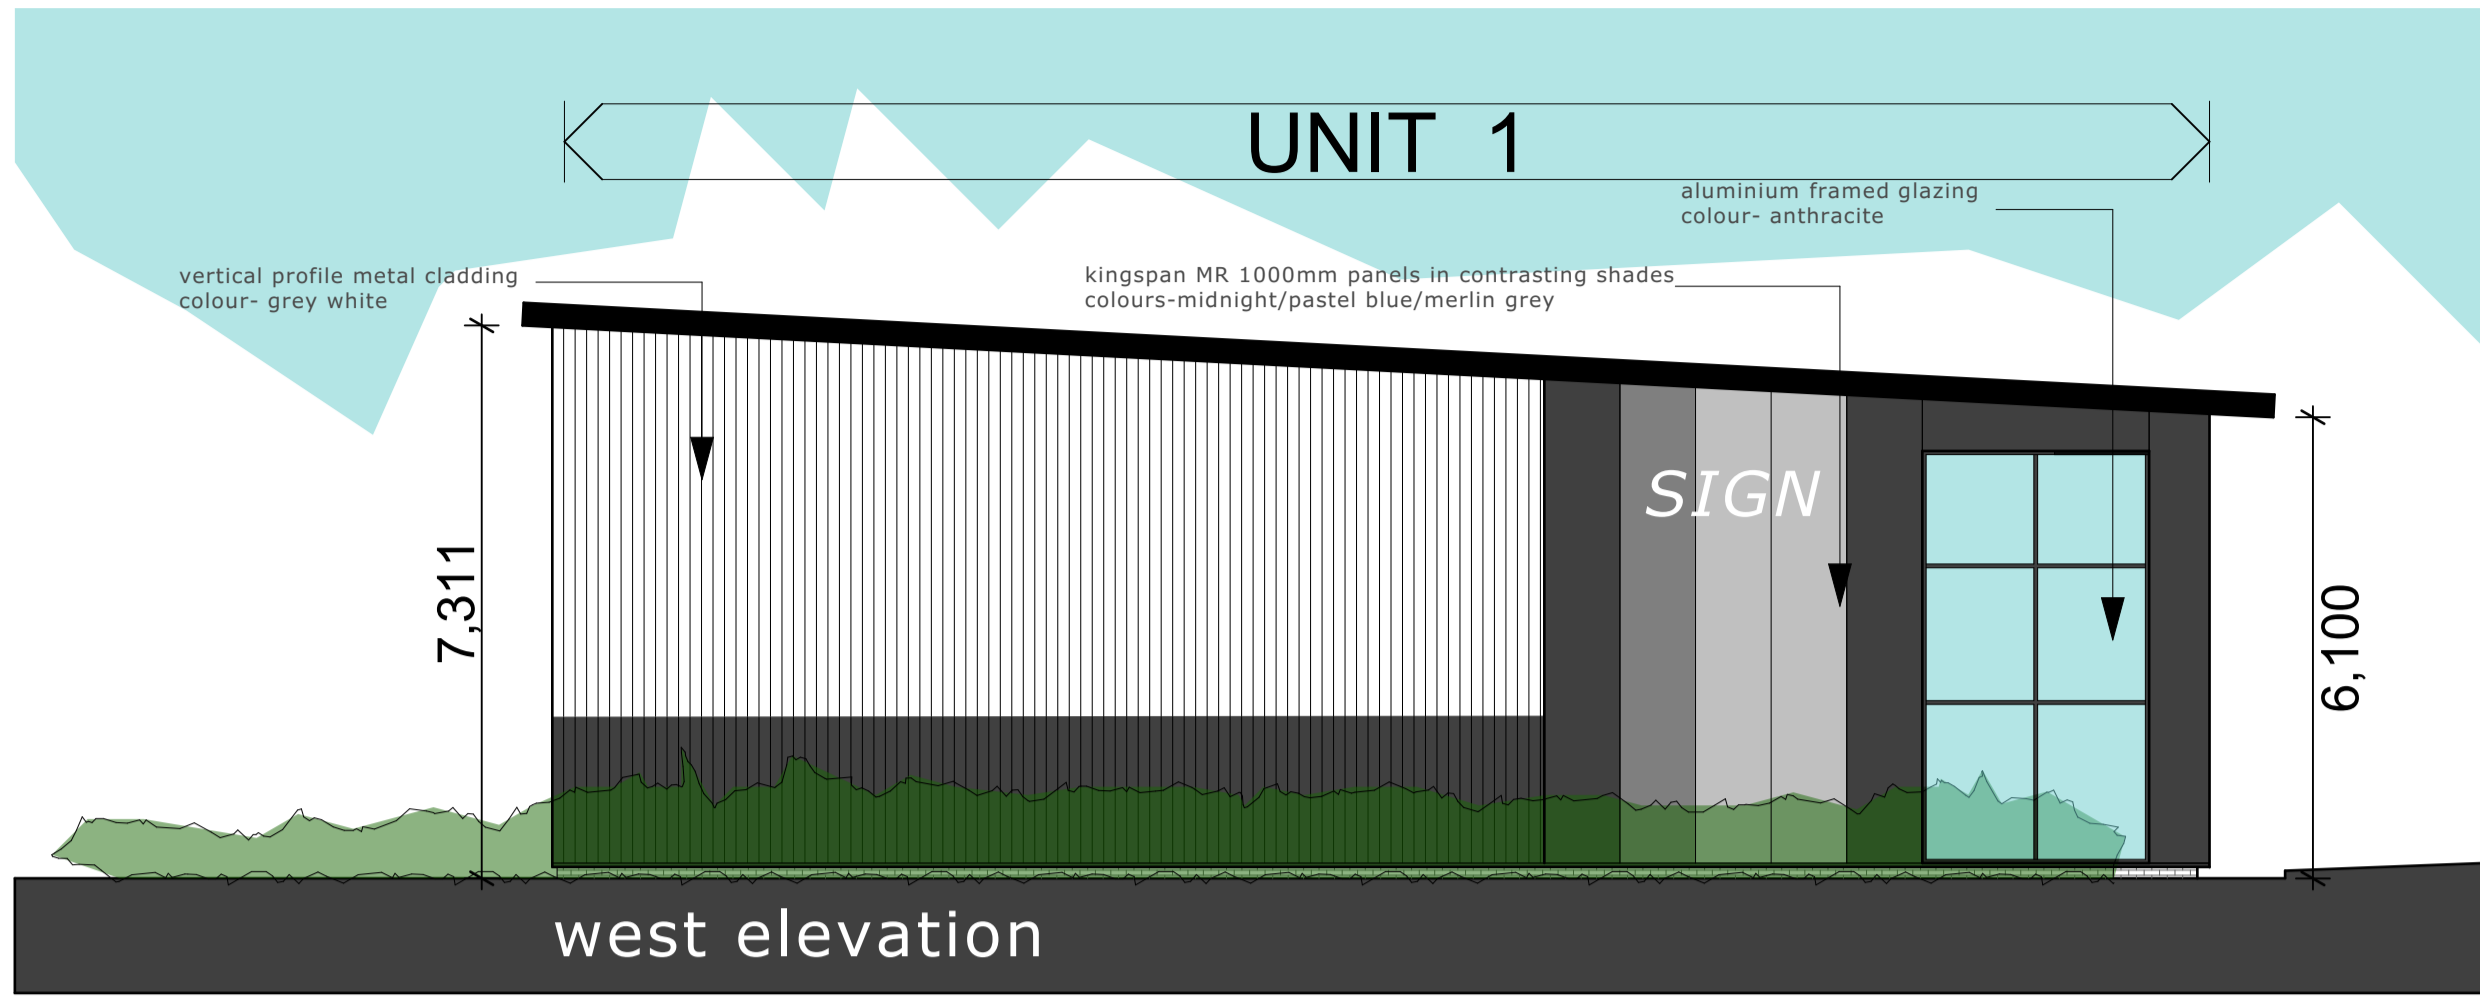 UNIT 1
aluminium framed glazing
colour- anthracite
vertical profile metal cladding
colour- grey white
kingspan MR 1000mm panels in contrasting shades
colours-midnight/pastel blue/merlin grey
SIGN
7,311
6,100
west elevation